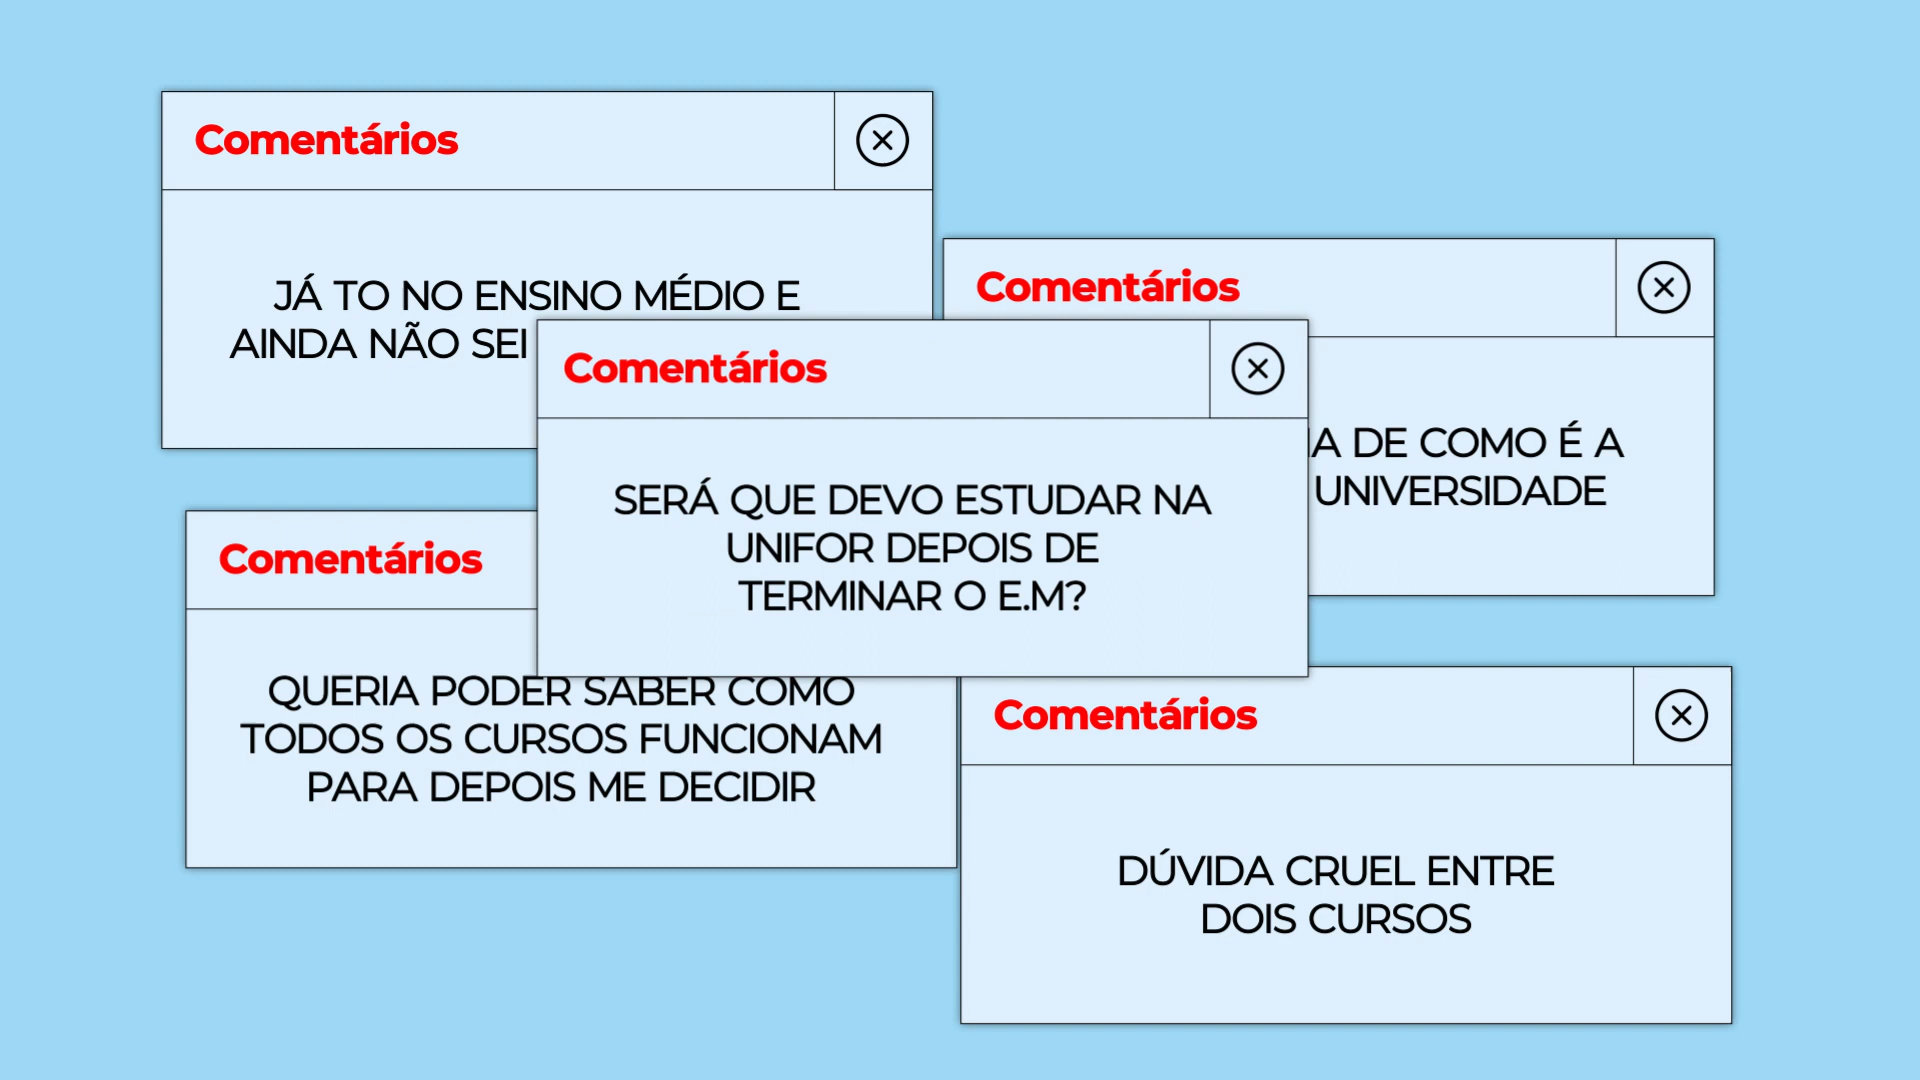 Comentários
JÁ TO NO ENSINO MÉDIO E
AINDA NÃO SEI
Comentários
DE COMO É A
UNIVERSIDADE
Comentários
SERÁ QUE DEVO ESTUDAR NA
UNIFOR DEPOIS DE
TERMINAR O E.M?
Comentários
QUERIA PODER SABER COMO
TODOS OS CURSOS FUNCIONAM
PARA DEPOIS ME DECIDIR
Comentários
DÚVIDA CRUEL ENTRE
DOIS CURSOS